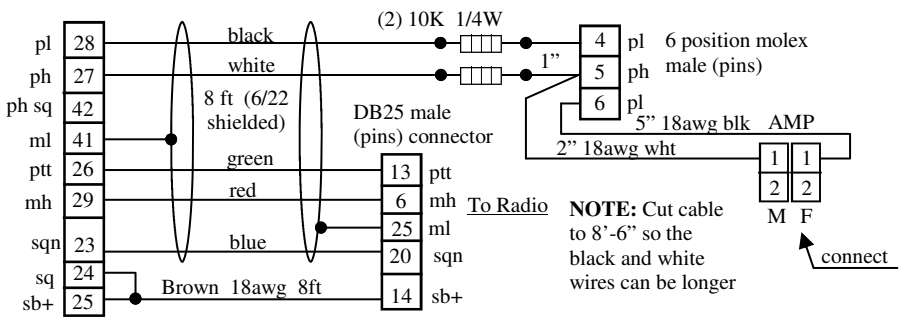 (2) 10K 1/4W
pl 28 black 4 pl 6 position molex
ph 27 white 1” 5 ph male (pins)
ph sq 42 8 ft (6/22 shielded) DB25 male (pins) connector 6 pl
5” 18awg blk AMP
ml 41
2” 18awg wht 1 1
ptt 26 green 13 ptt 2 2
mh 29 red 6 mh To Radio M F
25 ml
sqn 23 blue 20 sqn
NOTE: Cut cable
to 8’-6” so the
black and white
wires can be longer
connect
sq 24
sb+ 25 Brown 18awg 8ft 14 sb+